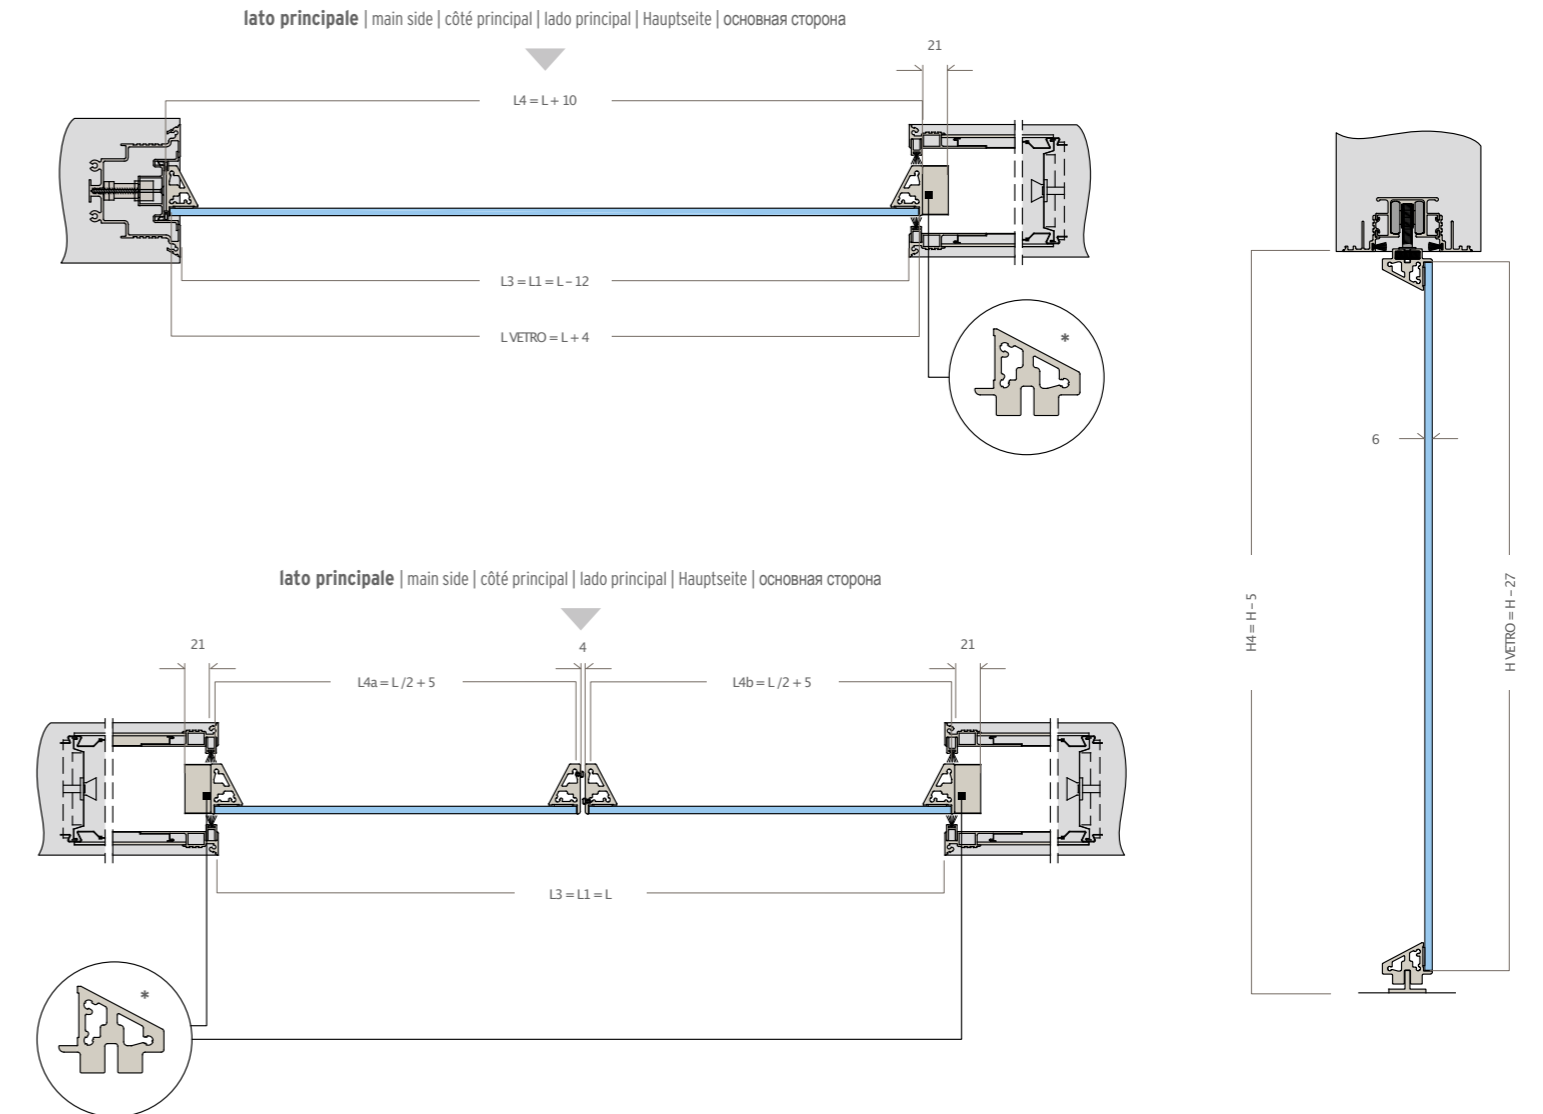 lato principale | main side | côté principal | lado principal | Hauptseite | основная сторона
21
L4 = L + 10
L3 = L1 = L – 12
L VETRO = L + 4
*
6
H4 = H – 5
H VETRO = H – 27
lato principale | main side | côté principal | lado principal | Hauptseite | основная сторона
21
4
21
L4a = L /2 + 5
L4b = L /2 + 5
L3 = L1 = L
*